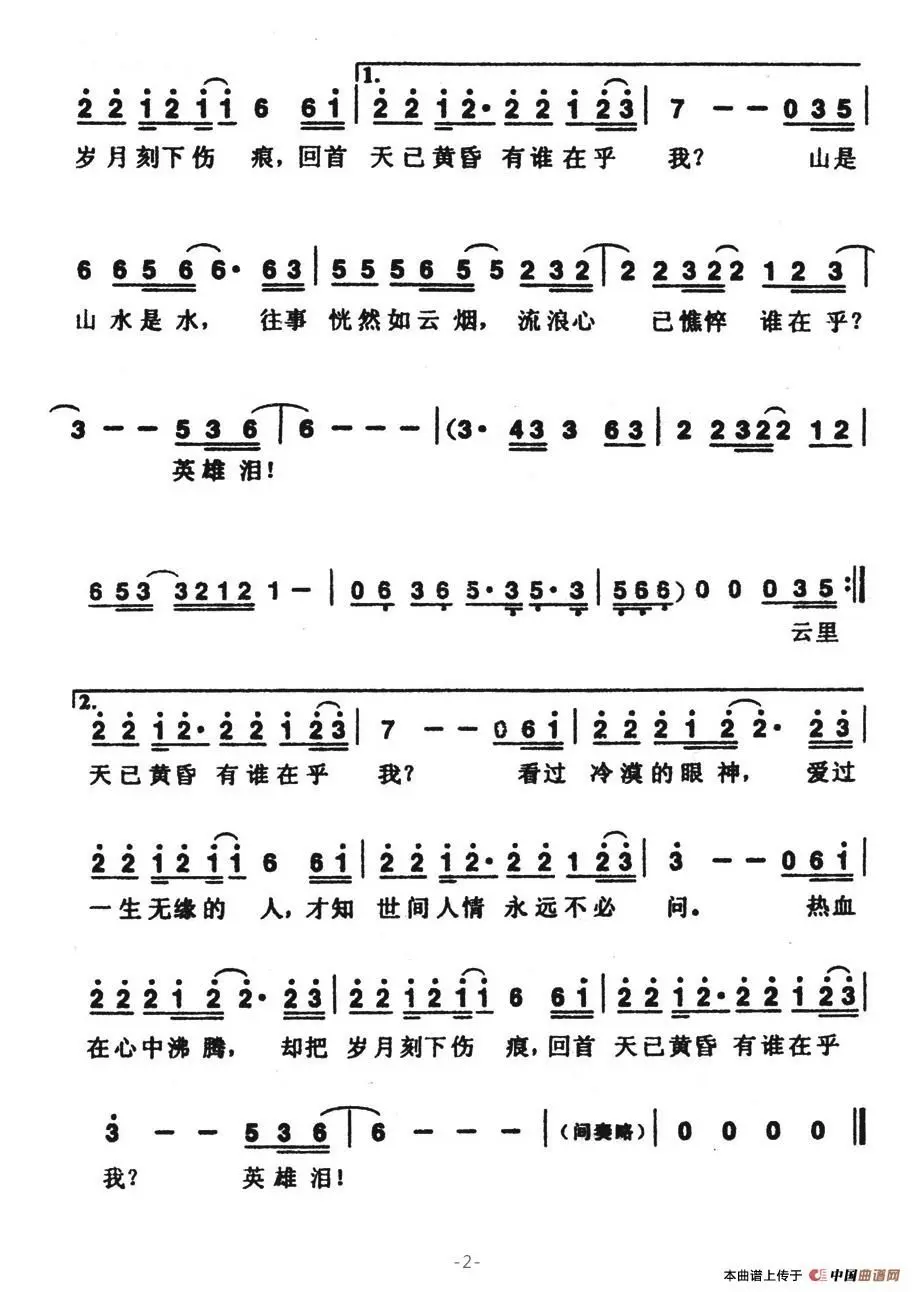 1.
2 2 1 2 1 1 6 6 1 | 2 2 1 2· 2 2 1 2 3 | 7 — — 0 3 5 |
岁月刻下伤 痕，回首 天已黄昏 有谁在乎 我？ 山是
6 6 5 6 6· 6 3 | 5 5 5 6 5 5 2 3 2 | 2 2 3 2 2 1 2 3 |
山 水 是 水， 往事 恍然如云 烟，流浪心 已憔悴 谁在 乎？
3 — — 5 3 6 | 6 — — — | (3· 4 3 3 6 3 | 2 2 3 2 2 1 2 |
英雄 泪！
6 5 3 3 2 1 2 1 — | 0 6 3 6 5· 3 5· 3 | 5 6 6) 0 0 0 3 5 :||
云里
2.
2 2 1 2· 2 2 1 2 3 | 7 — — 0 6 1 | 2 2 2 1 2 2· 2 3 |
天已黄昏 有谁在乎 我？ 看过 冷漠的眼 神， 爱过
2 2 1 2 1 1 6 6 1 | 2 2 1 2· 2 2 1 2 3 | 3 — — 0 6 1 |
一生无缘的 人，才知 世间人情 永远不必 问。 热血
2 2 2 1 2 2· 2 3 | 2 2 1 2 1 1 6 6 1 | 2 2 1 2· 2 2 1 2 3 |
在心中沸 腾， 却把 岁月刻下伤 痕，回首 天已黄昏 有谁在乎
3 — — 5 3 6 | 6 — — — | (间奏略) | 0 0 0 0 ||
我？ 英雄 泪！
-2-
本曲谱上传于 中国曲谱网